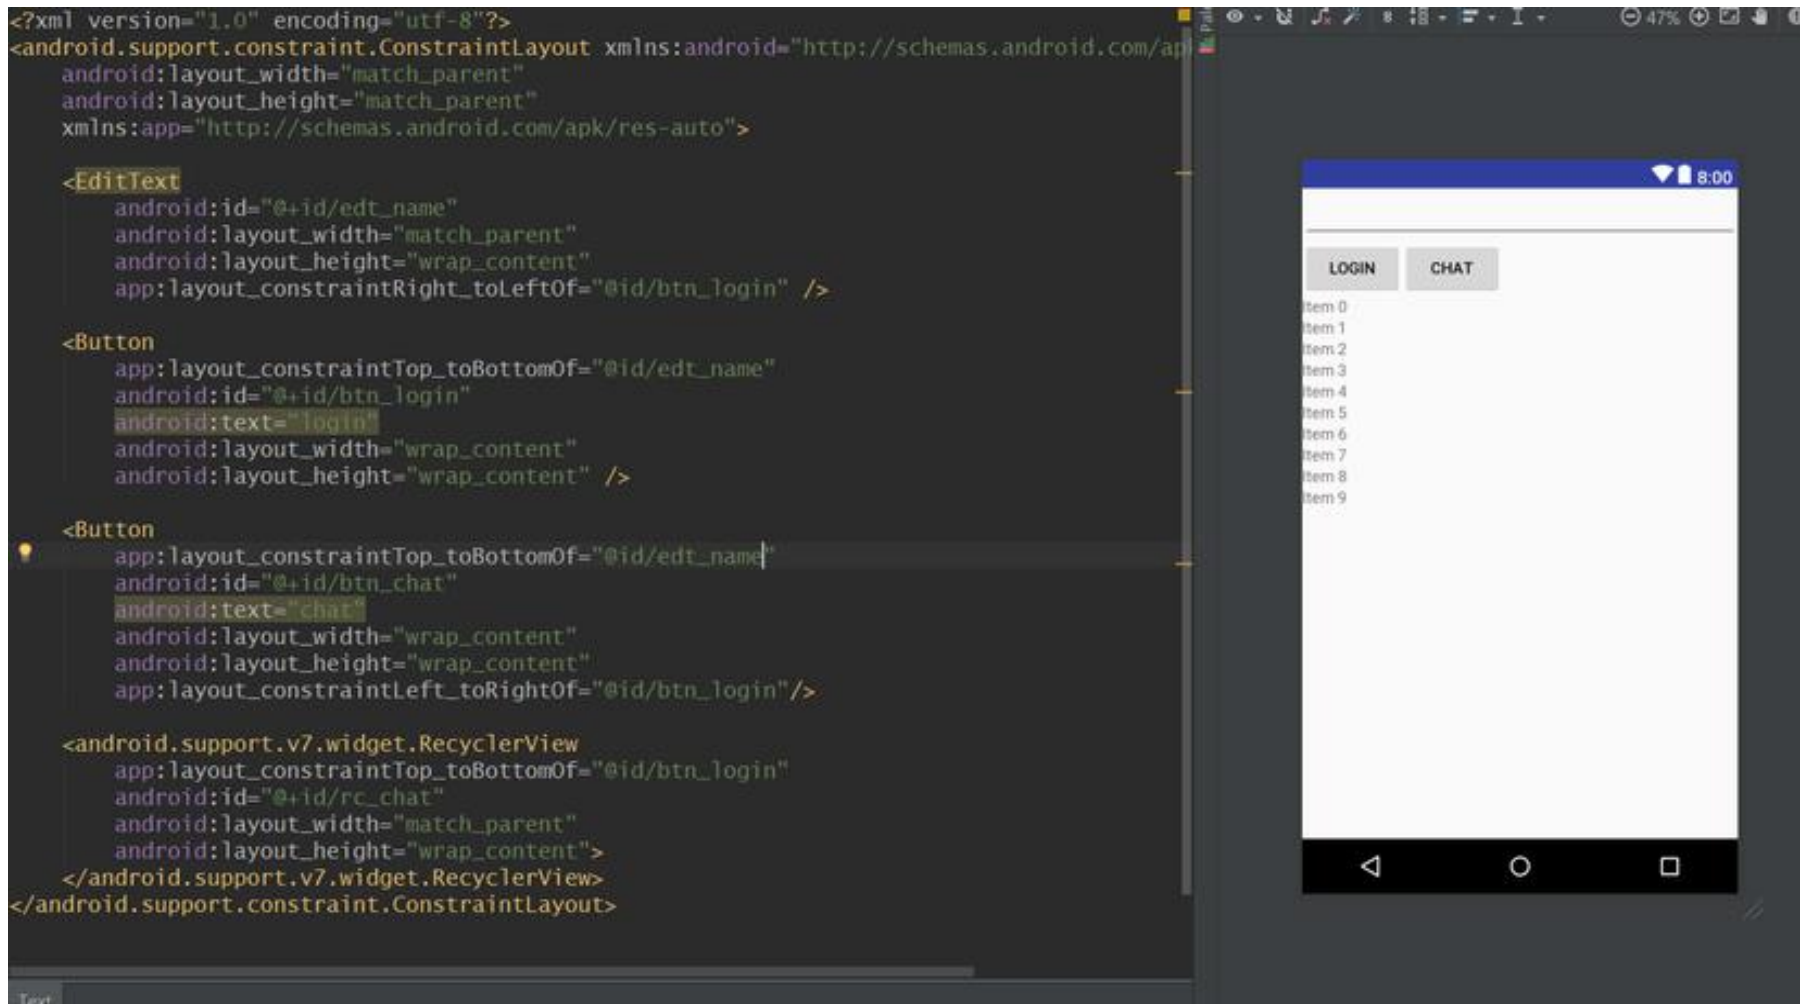 <?xml version="1.0" encoding="utf-8"?>
<android.support.constraint.ConstraintLayout xmlns:android="http://schemas.android.com/ap
    android:layout_width="match_parent"
    android:layout_height="match_parent"
    xmlns:app="http://schemas.android.com/apk/res-auto">
    <EditText
        android:id="@+id/edt_name"
        android:layout_width="match_parent"
        android:layout_height="wrap_content"
        app:layout_constraintRight_toLeftOf="@id/btn_login" />
    <Button
        app:layout_constraintTop_toBottomOf="@id/edt_name"
        android:id="@+id/btn_login"
        android:text="login"
        android:layout_width="wrap_content"
        android:layout_height="wrap_content" />
    <Button
        app:layout_constraintTop_toBottomOf="@id/edt_name"
        android:id="@+id/btn_chat"
        android:text="chat"
        android:layout_width="wrap_content"
        android:layout_height="wrap_content"
        app:layout_constraintLeft_toRightOf="@id/btn_login"/>
    <android.support.v7.widget.RecyclerView
        app:layout_constraintTop_toBottomOf="@id/btn_login"
        android:id="@+id/rc_chat"
        android:layout_width="match_parent"
        android:layout_height="wrap_content">
    </android.support.v7.widget.RecyclerView>
</android.support.constraint.ConstraintLayout>
Text
8
47%
8:00
LOGIN CHAT
Item 0
Item 1
Item 2
Item 3
Item 4
Item 5
Item 6
Item 7
Item 8
Item 9